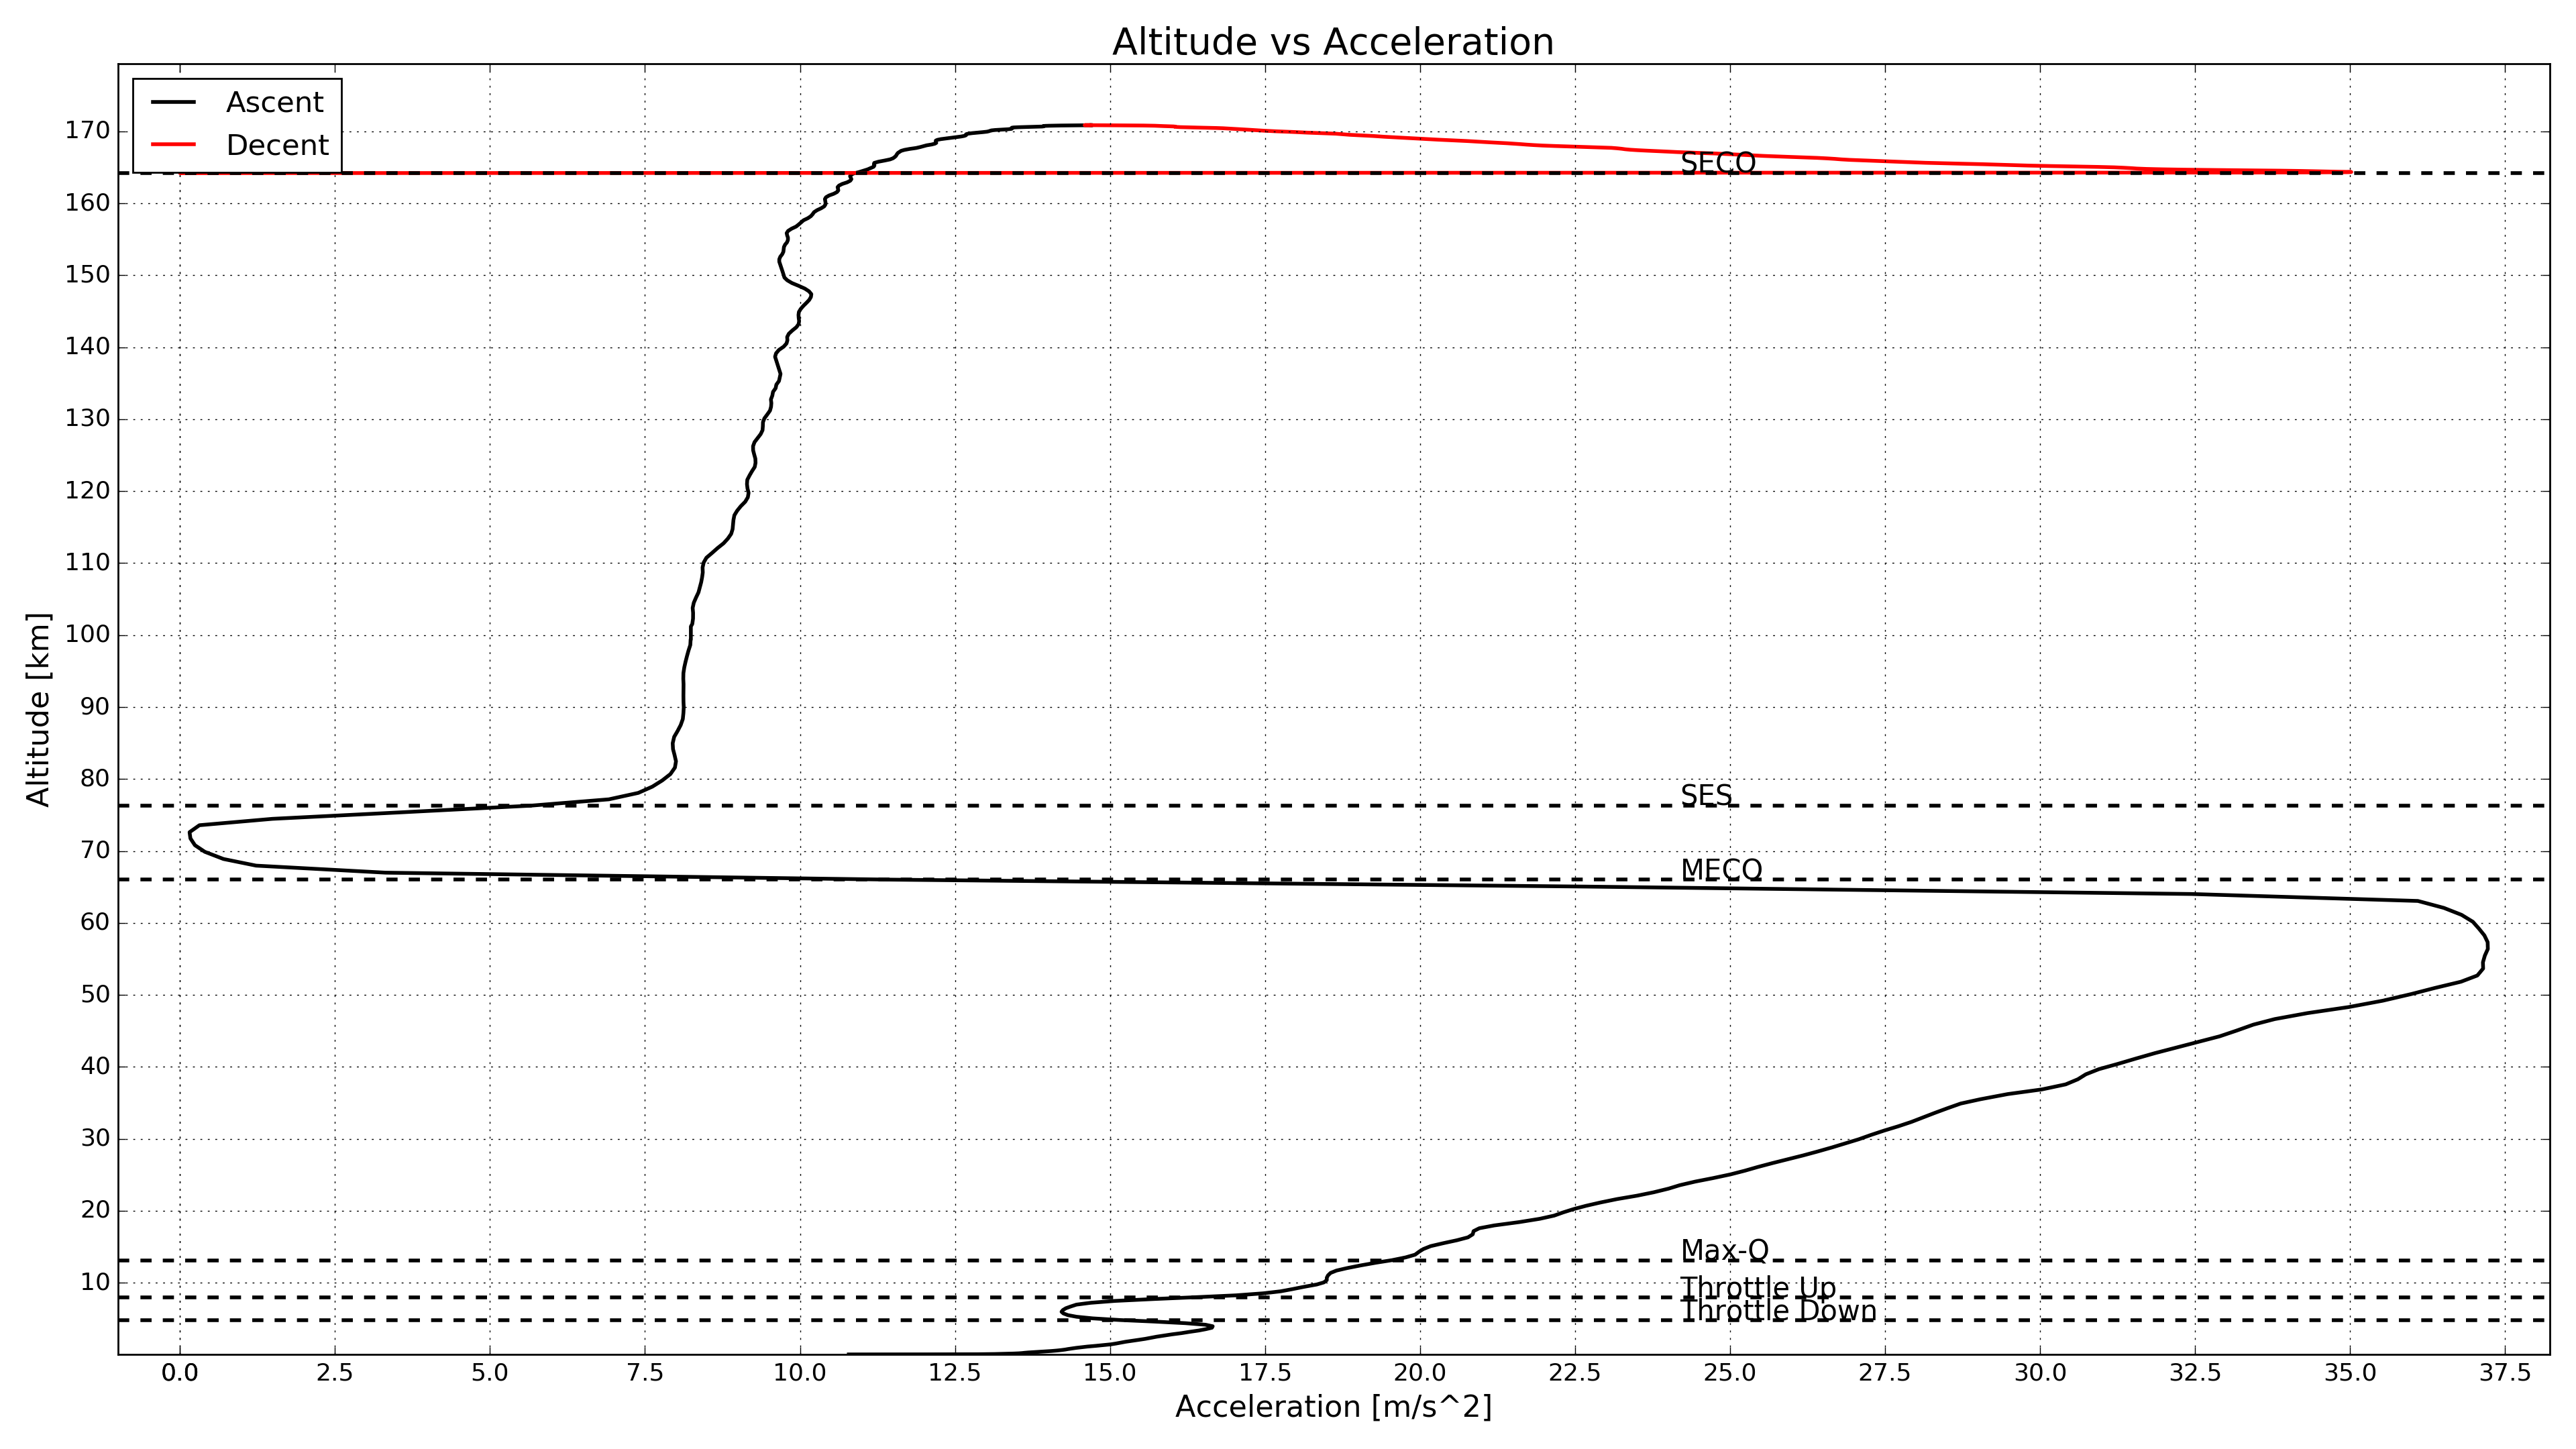 Altitude vs Acceleration
Ascent
Decent
170
160
150
140
130
120
110
100
90
80
70
60
50
40
30
20
10
Altitude [km]
SECO
SES
MECO
Max-Q
Throttle Up
Throttle Down
0.0 2.5 5.0 7.5 10.0 12.5 15.0 17.5 20.0 22.5 25.0 27.5 30.0 32.5 35.0 37.5
Acceleration [m/s^2]